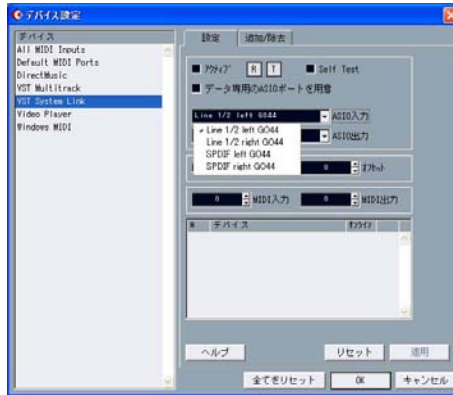 デバイス設定
デバイス
All MIDI Inputs
Default MIDI Ports
DirectMusic
VST Multitrack
VST System Link
Video Player
Windows MIDI
設定
追加/除去
ｱｸﾃｨﾌﾞ
R
T
Self Test
データ専用のASIOポートを用意
Line 1/2 left GO44
ASIO入力
Line 1/2 left GO44
Line 1/2 right GO44
SPDIF left GO44
SPDIF right GO44
ASIO出力
0
ｵﾌｾｯﾄ
0
MIDI入力
0
MIDI出力
デバイス
ｵﾌﾗｲﾝ
ヘルプ
リセット
適用
全てをリセット
OK
キャンセル